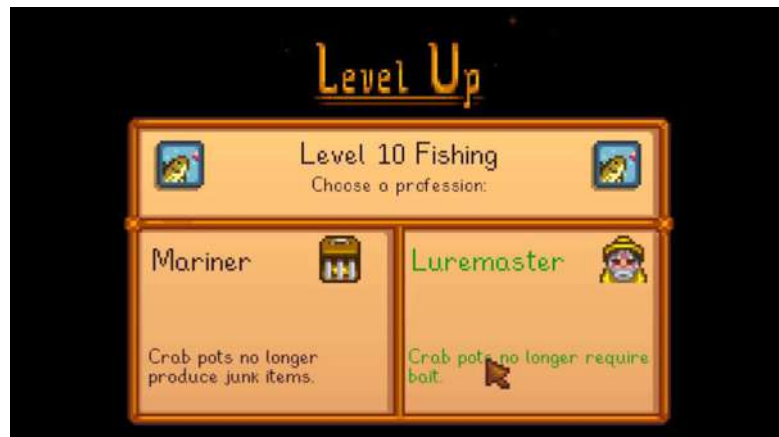 Level Up
Level 10 Fishing
Choose a profession:
Mariner
Crab pots no longer
produce junk items.
Luremaster
Crab pots no longer require
bait.